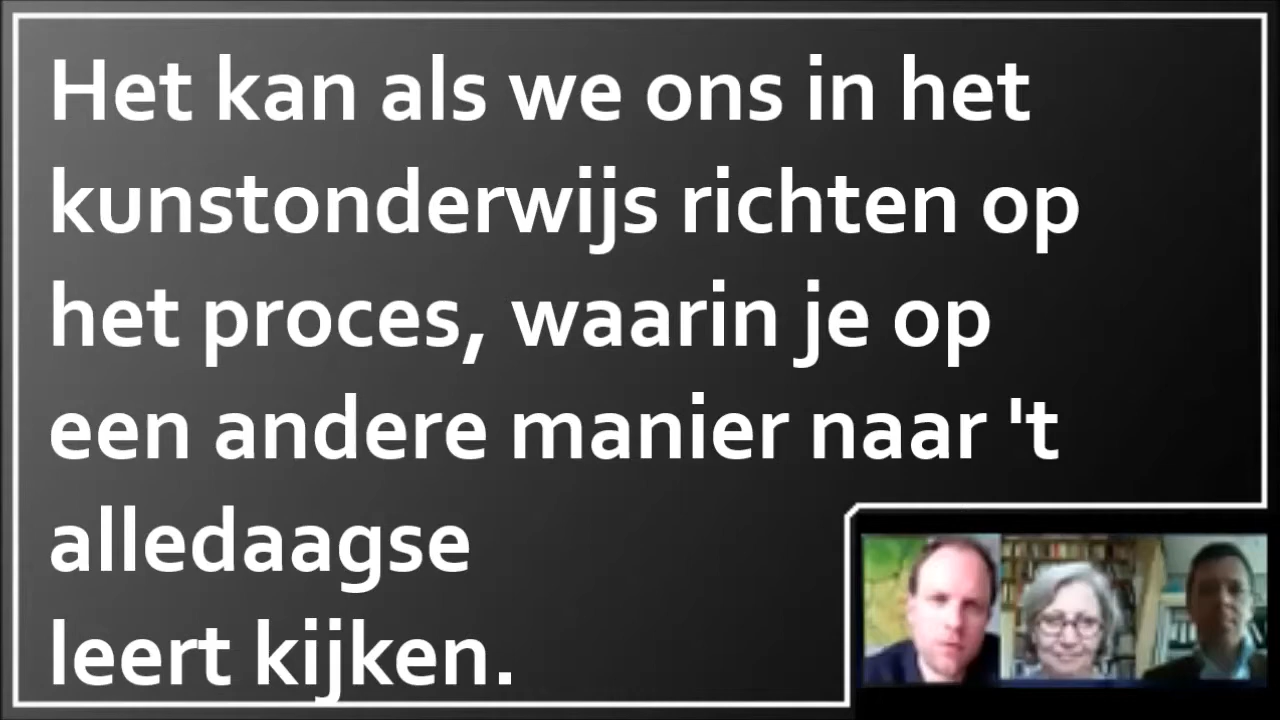 Het kan als we ons in het
kunstonderwijs richten op
het proces, waarin je op
een andere manier naar 't
alledaagse
leert kijken.